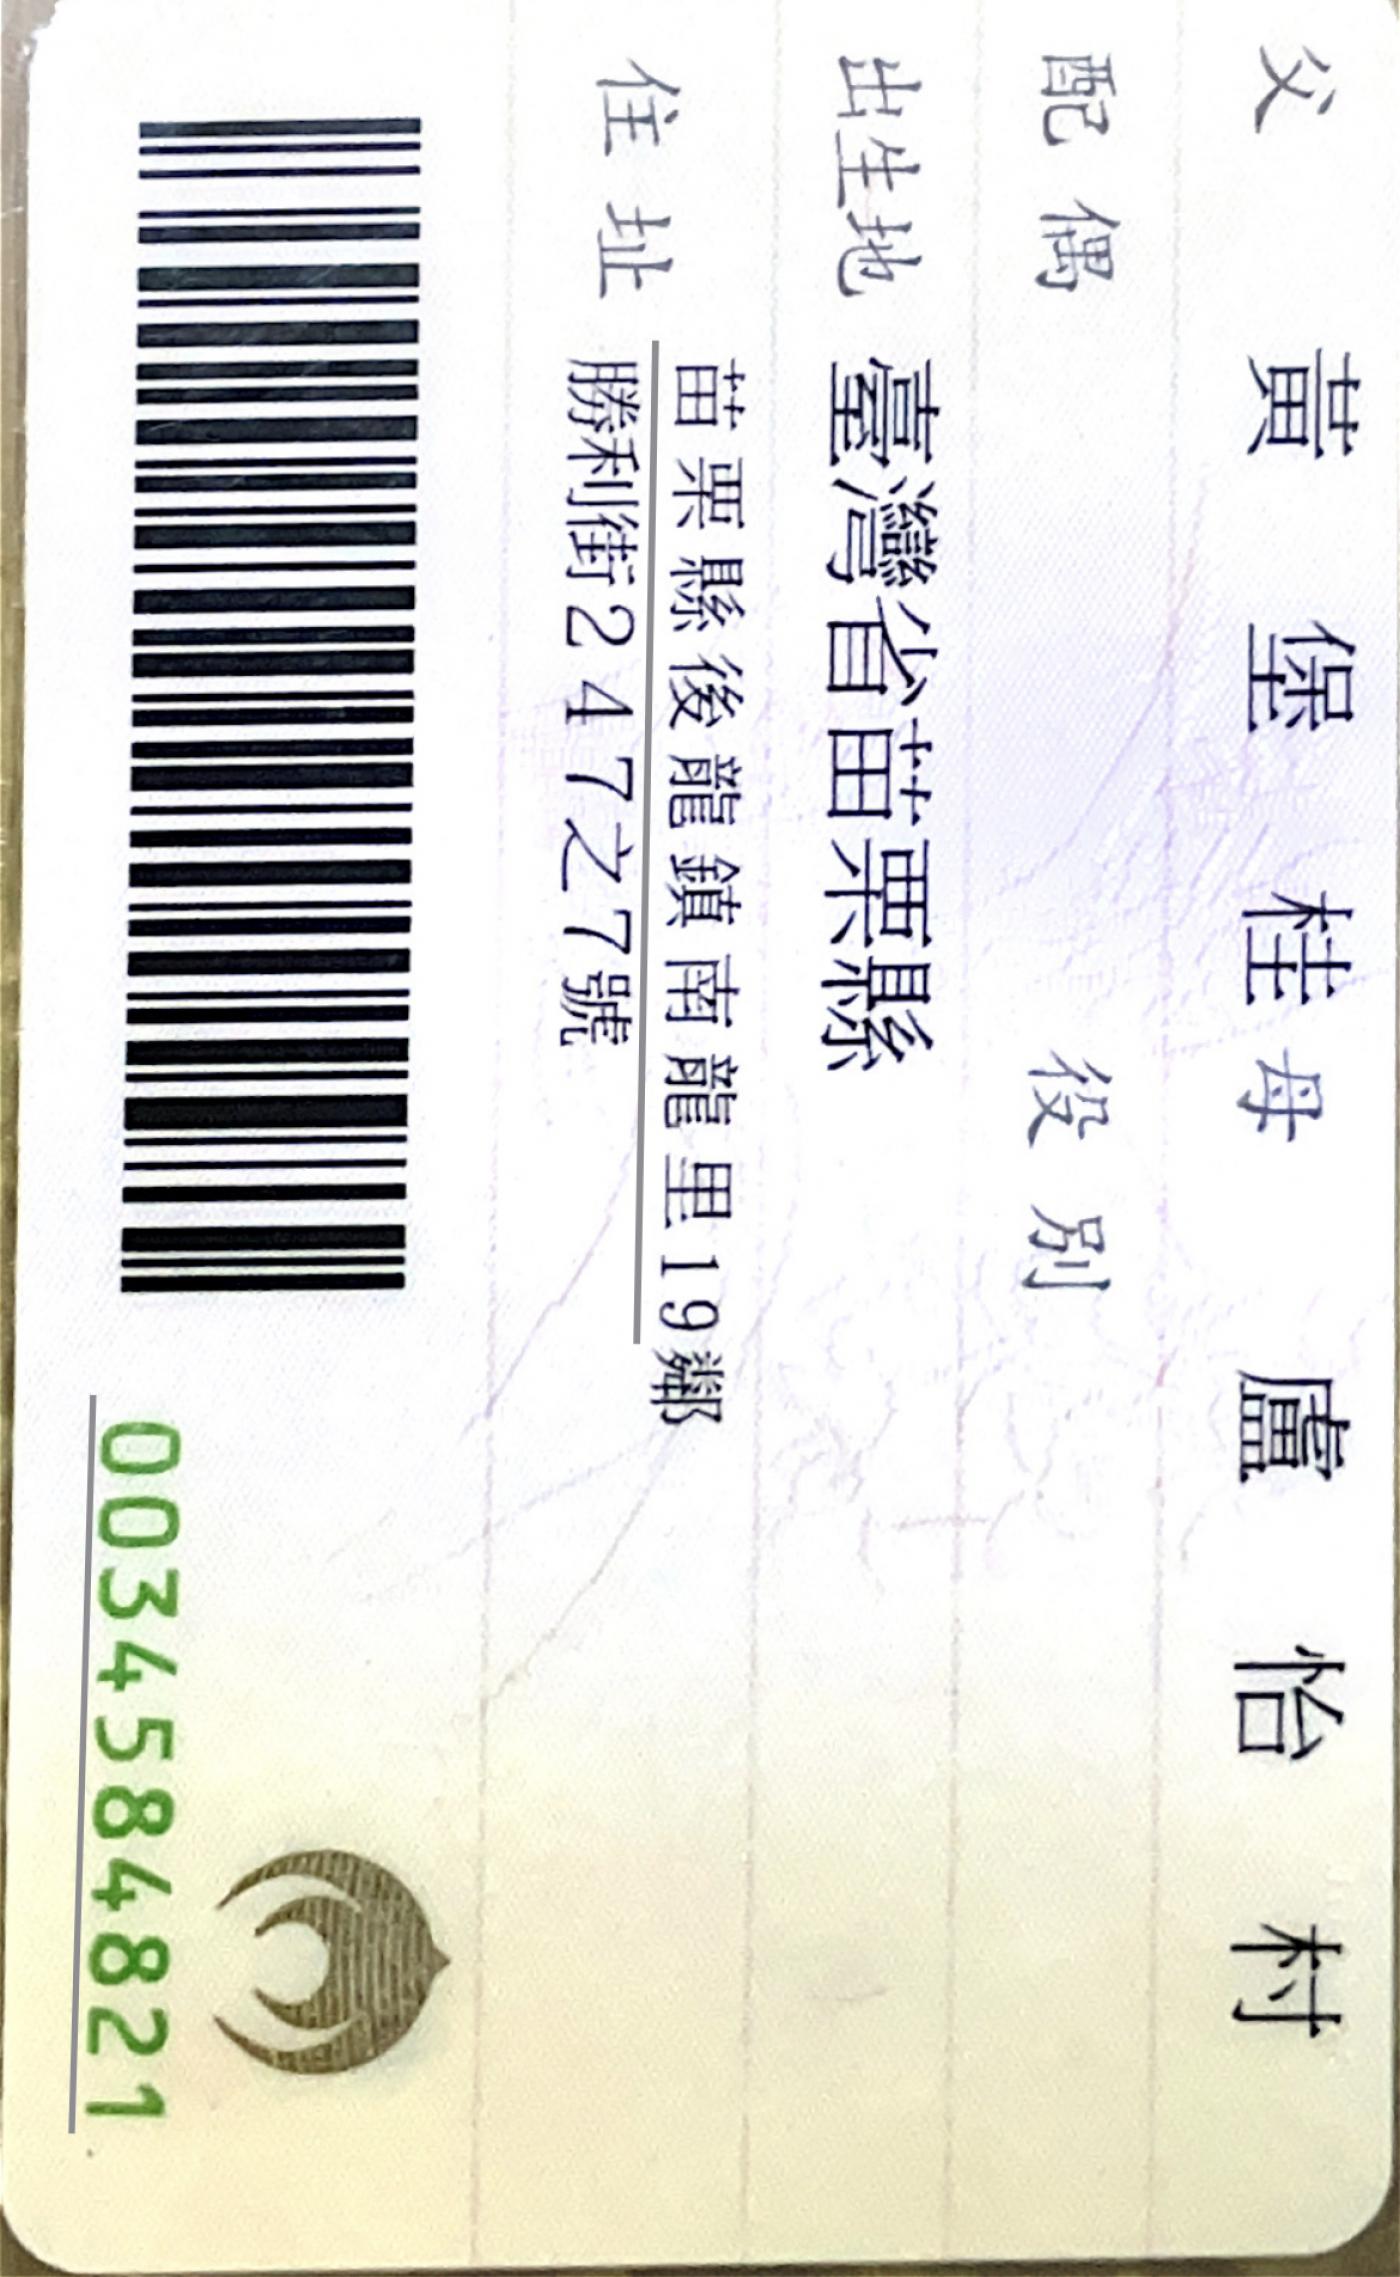 父 黃堡桂 母 盧怡村
配偶 役別
出生地 臺灣省苗栗縣
住址 苗栗縣後龍鎮南龍里19鄰
勝利街247之7號
0034584821